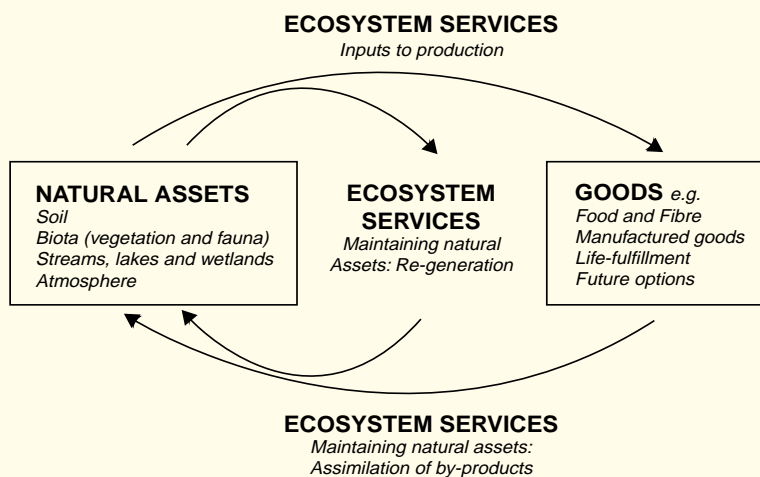 ECOSYSTEM SERVICES
Inputs to production
NATURAL ASSETS
Soil
Biota (vegetation and fauna)
Streams, lakes and wetlands
Atmosphere
ECOSYSTEM
SERVICES
Maintaining natural
Assets: Re-generation
GOODS e.g.
Food and Fibre
Manufactured goods
Life-fulfillment
Future options
ECOSYSTEM SERVICES
Maintaining natural assets:
Assimilation of by-products